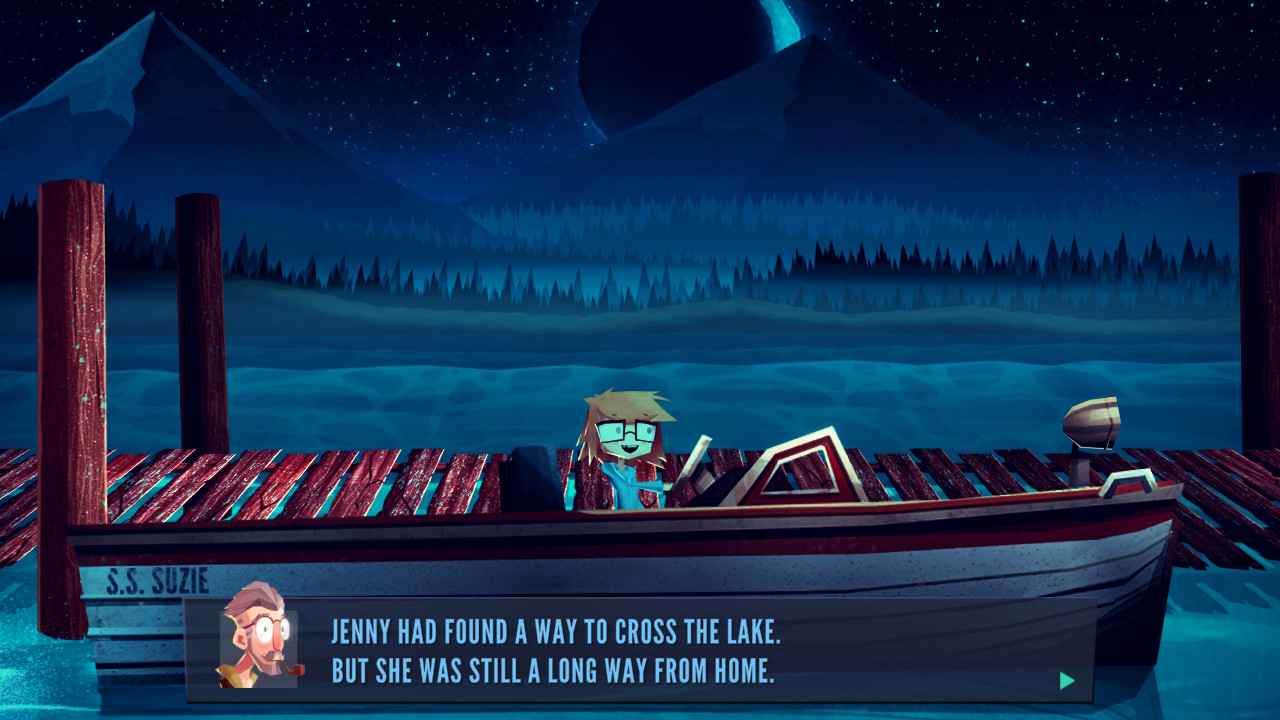 S.S. SUZIE
JENNY HAD FOUND A WAY TO CROSS THE LAKE.
BUT SHE WAS STILL A LONG WAY FROM HOME.